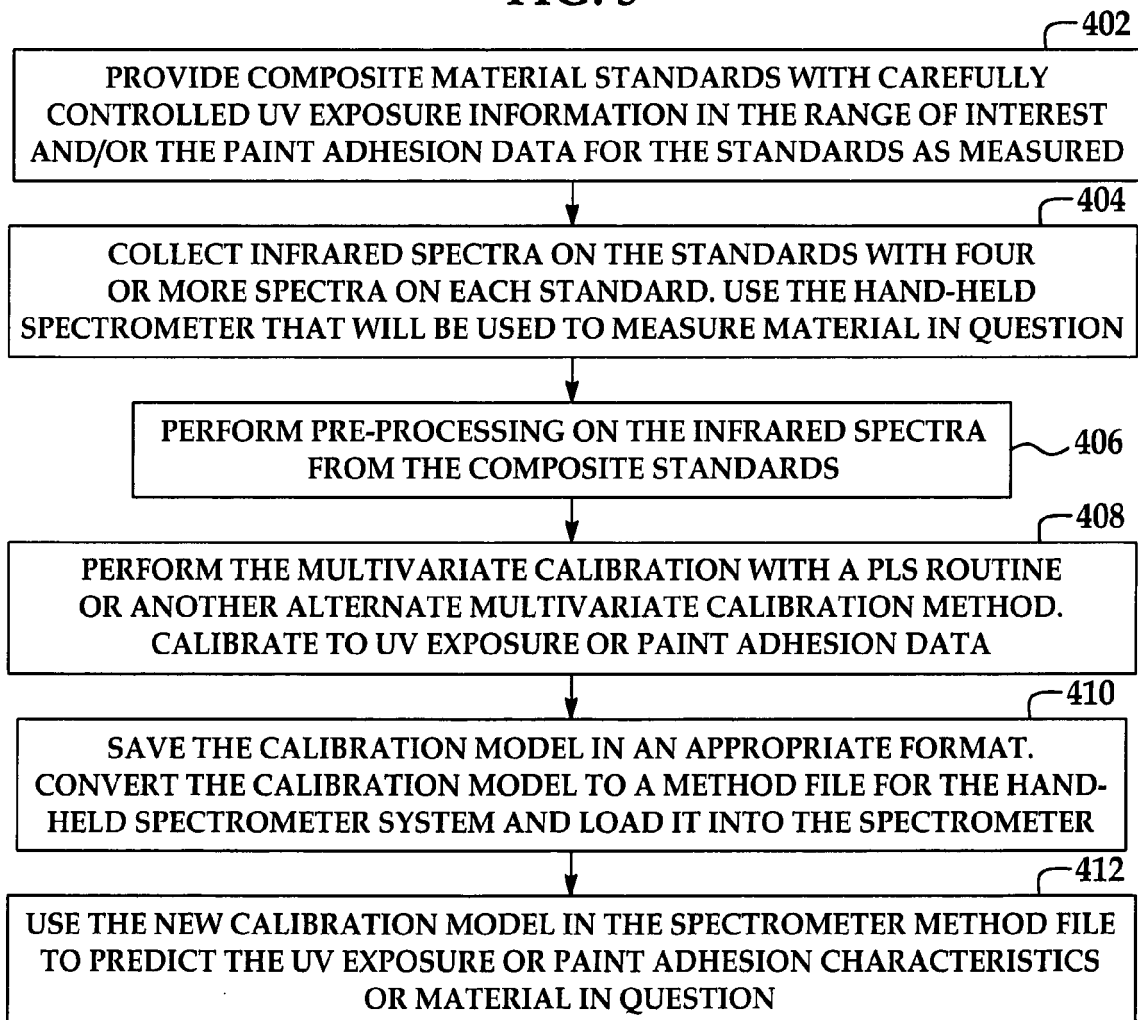 402
PROVIDE COMPOSITE MATERIAL STANDARDS WITH CAREFULLY
CONTROLLED UV EXPOSURE INFORMATION IN THE RANGE OF INTEREST
AND/OR THE PAINT ADHESION DATA FOR THE STANDARDS AS MEASURED
404
COLLECT INFRARED SPECTRA ON THE STANDARDS WITH FOUR
OR MORE SPECTRA ON EACH STANDARD. USE THE HAND-HELD
SPECTROMETER THAT WILL BE USED TO MEASURE MATERIAL IN QUESTION
PERFORM PRE-PROCESSING ON THE INFRARED SPECTRA
FROM THE COMPOSITE STANDARDS
406
408
PERFORM THE MULTIVARIATE CALIBRATION WITH A PLS ROUTINE
OR ANOTHER ALTERNATE MULTIVARIATE CALIBRATION METHOD.
CALIBRATE TO UV EXPOSURE OR PAINT ADHESION DATA
410
SAVE THE CALIBRATION MODEL IN AN APPROPRIATE FORMAT.
CONVERT THE CALIBRATION MODEL TO A METHOD FILE FOR THE HAND-
HELD SPECTROMETER SYSTEM AND LOAD IT INTO THE SPECTROMETER
412
USE THE NEW CALIBRATION MODEL IN THE SPECTROMETER METHOD FILE
TO PREDICT THE UV EXPOSURE OR PAINT ADHESION CHARACTERISTICS
OR MATERIAL IN QUESTION